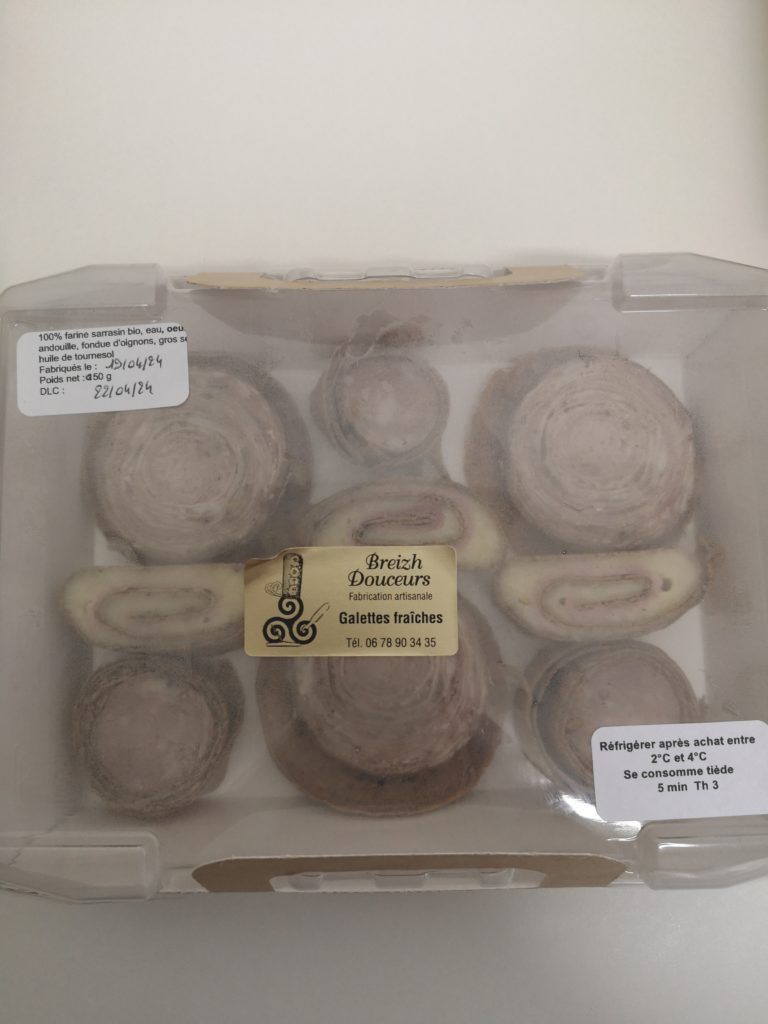 100% farine sarrasin bio, eau, oeu
andouille, fondue d'oignons, gros se
huile de tournesol
Fabriqués le : 19/04/24
Poids net : 450 g
DLC : 22/04/24
Breizh
Douceurs
Fabrication artisanale
Galettes fraîches
Tél. 06 78 90 34 35
Réfrigérer après achat entre
2°C et 4°C
Se consomme tiède
5 min Th 3